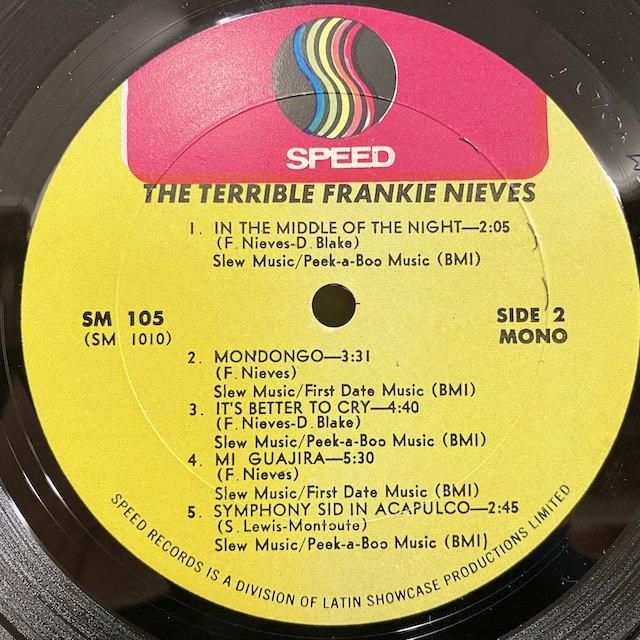 SPEED
THE TERRIBLE FRANKIE NIEVES
1. IN THE MIDDLE OF THE NIGHT—2:05
(F. Nieves-D. Blake)
Slew Music/Peek-a-Boo Music (BMI)
SM 105
(SM 1010)
SIDE 2
MONO
2. MONDONGO—3:31
(F. Nieves)
Slew Music/First Date Music (BMI)
3. IT'S BETTER TO CRY—4:40
(F. Nieves-D. Blake)
Slew Music/Peek-a-Boo Music (BMI)
4. MI GUAJIRA—5:30
(F. Nieves)
Slew Music/First Date Music (BMI)
5. SYMPHONY SID IN ACAPULCO—2:45
(S. Lewis-Montoute)
Slew Music/Peek-a-Boo Music (BMI)
SPEED RECORDS IS A DIVISION OF LATIN SHOWCASE PRODUCTIONS LIMITED